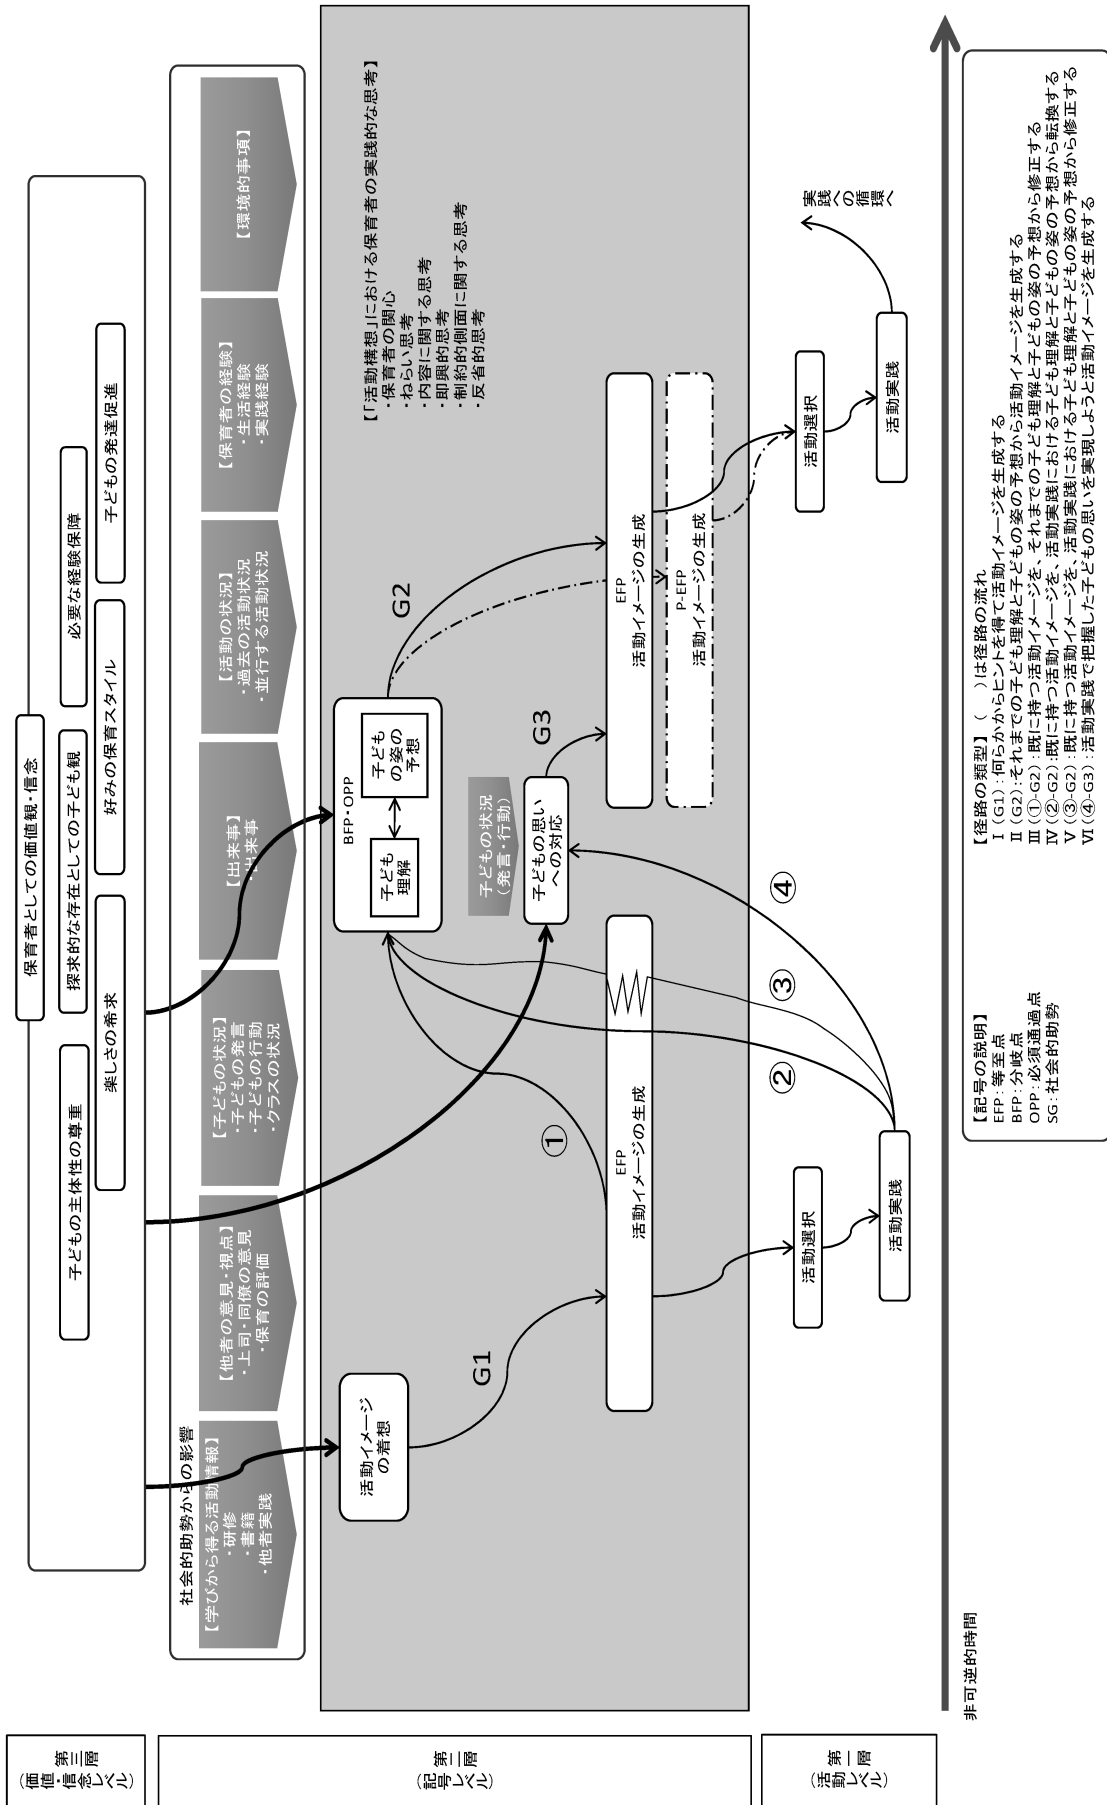 第三層
(価値・信念レベル)
保育者としての価値観・信念
子どもの主体性の尊重
探求的な存在としての子ども観
必要な経験保障
楽しさの希求
好みの保育スタイル
子どもの発達促進
第二層
(記号レベル)
社会的助勢からの影響
【学びから得る活動情報】
・研修
・書籍
・他者実践
【他者の意見・視点】
・上司・同僚の意見
・保育の評価
【子どもの状況】
・子どもの発言
・子どもの行動
・クラスの状況
【出来事】
・出来事
【活動の状況】
・過去の活動状況
・並行する活動状況
【保育者の経験】
・生活経験
・実践経験
【環境的事項】
活動イメージ
の着想
G1
BFP・OPP
子ども
理解
子ども
の姿の
予想
G2
【「活動構想」における保育者の実践的な思考】
・保育者の関心
・ねらい思考
・内容に関する思考
・即興的思考
・制約的側面に関する思考
・反省的思考
子どもの状況
(発言・行動)
子どもの思い
への対応
G3
①
EFP
活動イメージの生成
EFP
活動イメージの生成
P-EFP
活動イメージの生成
②
③
④
第一層
(活動レベル)
活動選択
活動実践
活動選択
活動実践
実践への循環へ
非可逆的時間
【記号の説明】
EFP:等至点
BFP:分岐点
OPP:必須通過点
SG:社会的助勢
【径路の類型】( )は径路の流れ
Ⅰ(G1):何らかからヒントを得て活動イメージを生成する
Ⅱ(G2):それまでの子ども理解と子どもの姿の予想から活動イメージを生成する
Ⅲ(①-G2):既に持つ活動イメージを、それまでの子ども理解と子どもの姿の予想から修正する
Ⅳ(②-G2):既に持つ活動イメージを、活動実践における子ども理解と子どもの姿の予想から転換する
Ⅴ(③-G2):既に持つ活動イメージを、活動実践における子ども理解と子どもの姿の予想から修正する
Ⅵ(④-G3):活動実践で把握した子どもの思いを実現しようと活動イメージを生成する